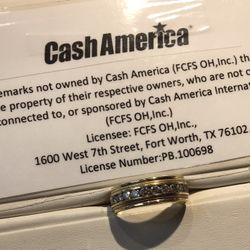 Cash America
emarks not owned by Cash America (FCFS OH,Inc.) th
e property of their respective owners, who are not c
onnected to, or sponsored by Cash America Internat
(FCFS OH,Inc.)
Licensee: FCFS OH,Inc.,
1600 West 7th Street, Fort Worth, TX 76102
License Number:PB.100698